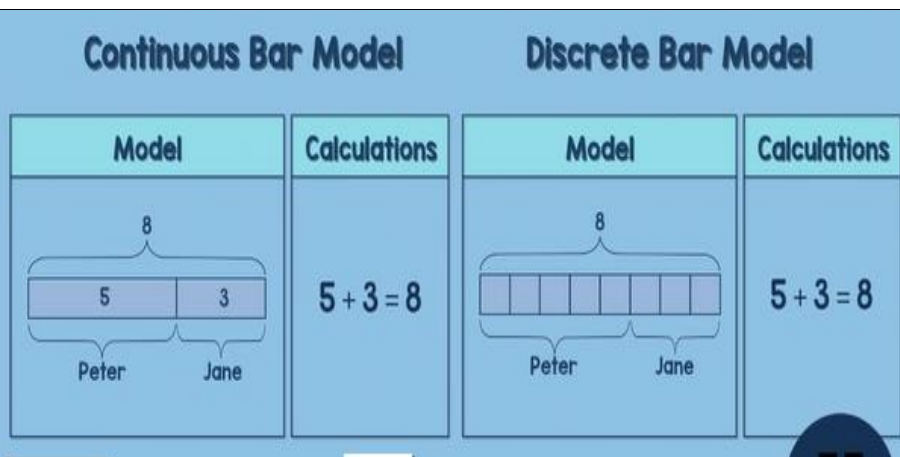 Continuous Bar Model
Discrete Bar Model
Model
Calculations
Model
Calculations
8
5
3
Peter
Jane
5 + 3 = 8
8
Peter
Jane
5 + 3 = 8